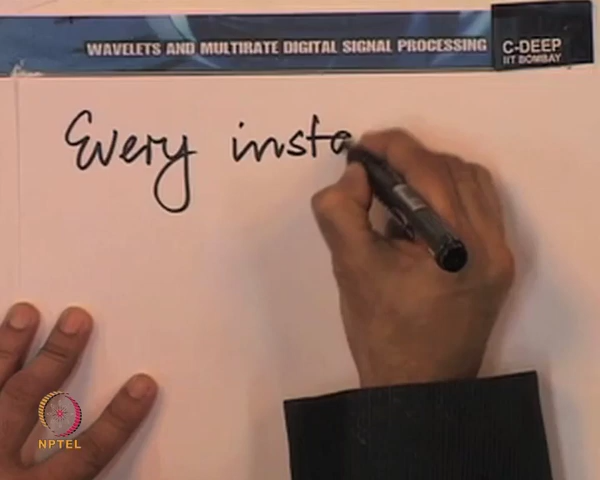 WAVELETS AND MULTIRATE DIGITAL SIGNAL PROCESSING
C-DEEP
IIT BOMBAY
Every insta
NPTEL